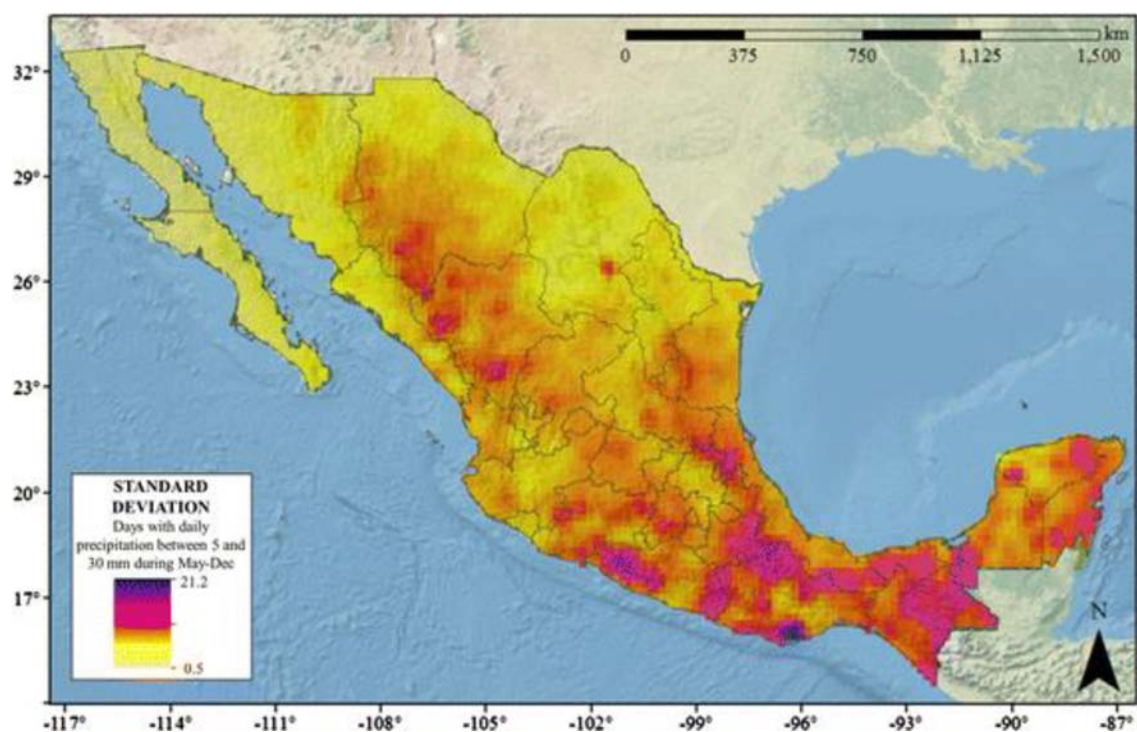 km
0 375 750 1,125 1,500
32°
29°
26°
23°
20°
17°
STANDARD
DEVIATION
Days with daily
precipitation between 5 and
30 mm during May-Dec
21.2
0.5
N
-117° -114° -111° -108° -105° -102° -99° -96° -93° -90° -87°